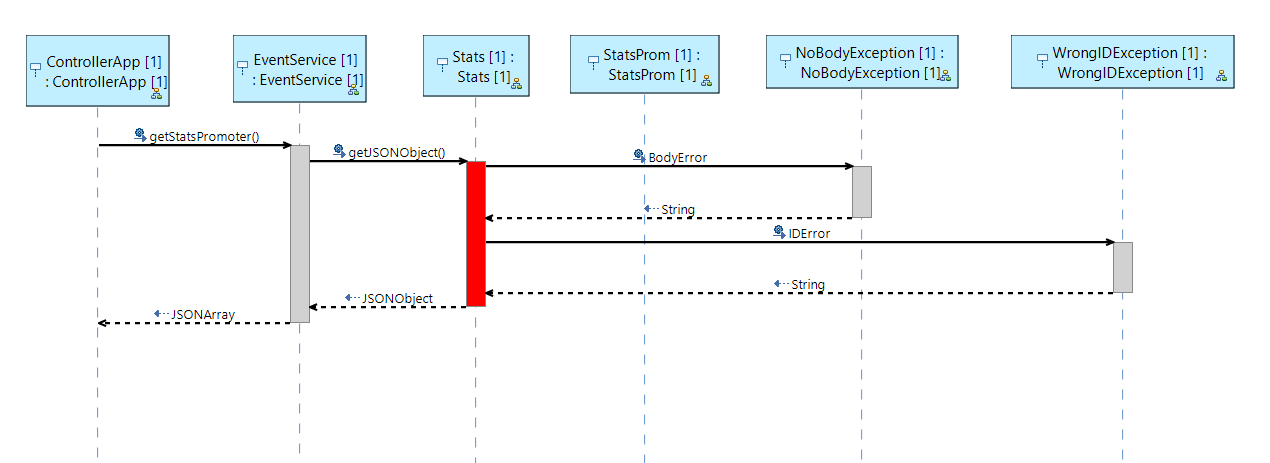 ControllerApp [1]
: ControllerApp [1]
EventService [1]
: EventService [1]
Stats [1] :
Stats [1]
StatsProm [1] :
StatsProm [1]
NoBodyException [1] :
NoBodyException [1]
WrongIDException [1] :
WrongIDException [1]
getStatsPromoter()
getJSONObject()
BodyError
String
IDError
String
JSONObject
JSONArray